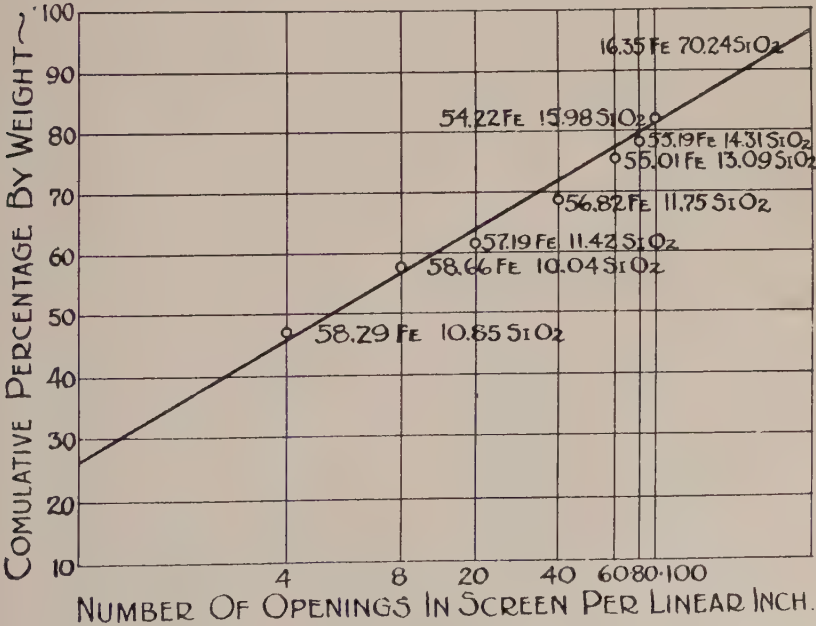 COMULATIVE PERCENTAGE BY WEIGHT~
100
90
80
70
60
50
40
30
20
10
16.35 FE 70.24 SIO2
54.22 FE 15.98 SIO2
55.19 FE 14.31 SIO2
55.01 FE 13.09 SIO2
56.82 FE 11.75 SIO2
57.19 FE 11.42 SIO2
58.66 FE 10.04 SIO2
58.29 FE 10.85 SIO2
4 8 20 40 60·80·100
NUMBER OF OPENINGS IN SCREEN PER LINEAR INCH.